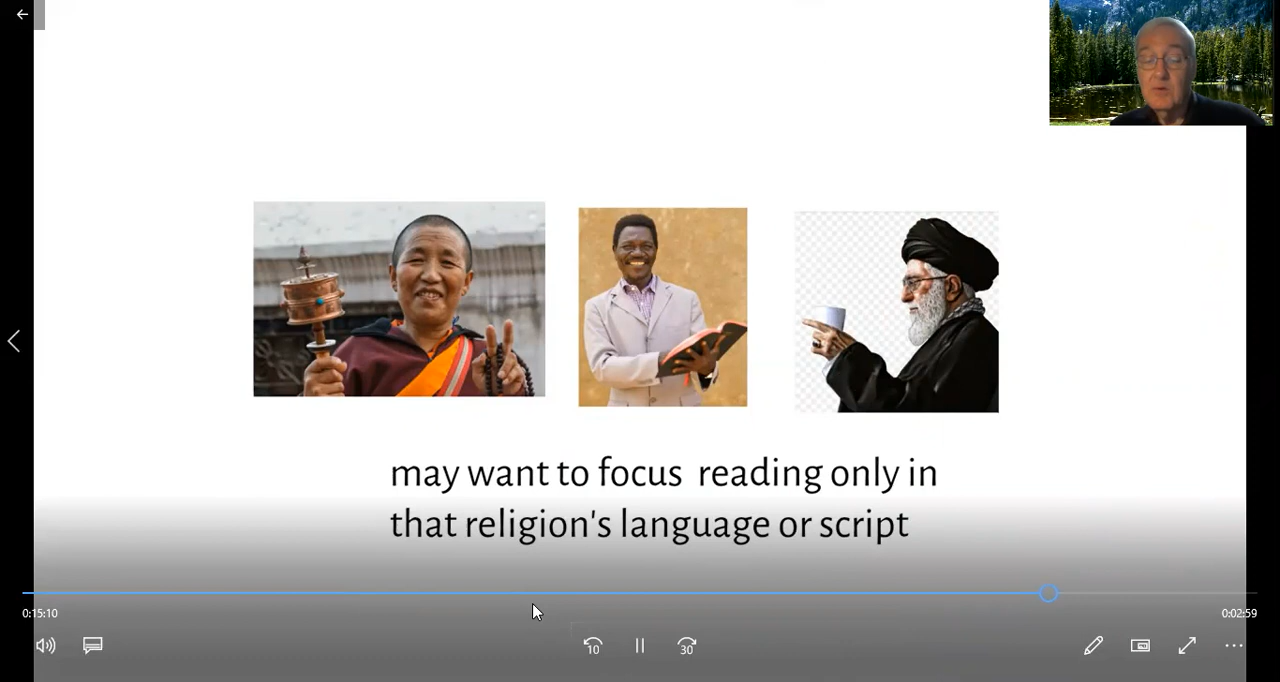 may want to focus  reading only in
that religion's language or script
0:15:10
0:02:59
10
30